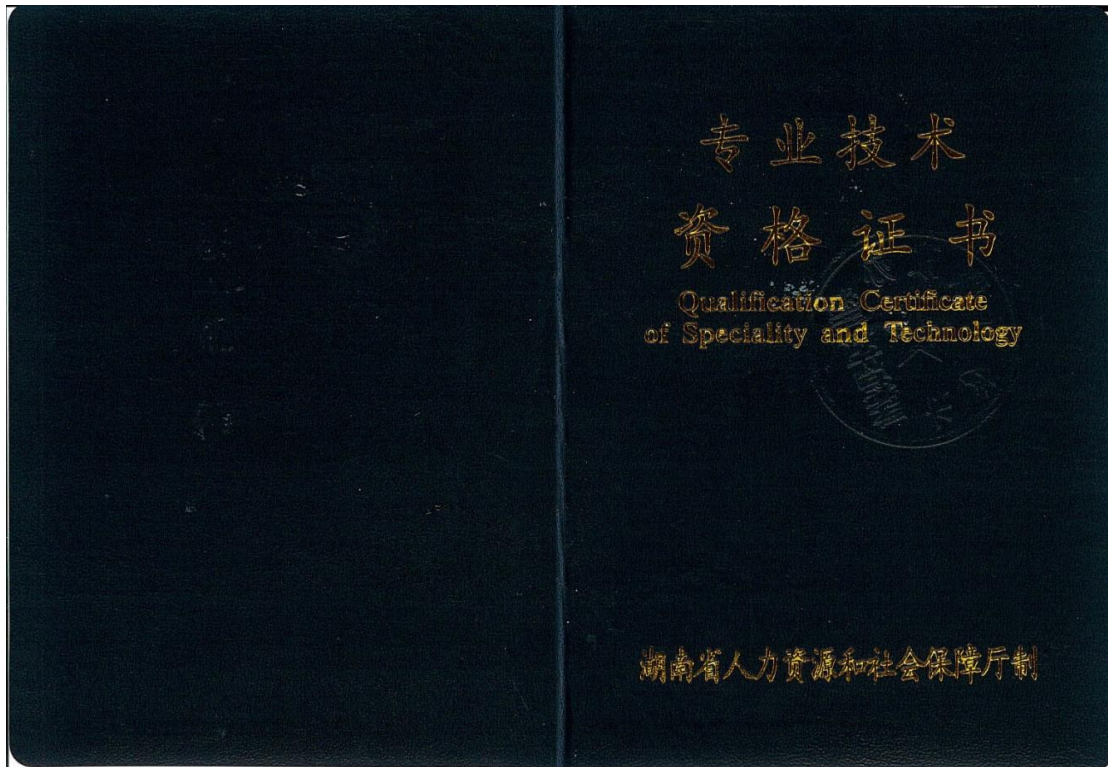 专业技术
资格证书
Qualification Certificate
of Speciality and Technology
湖南省人力资源和社会保障厅制